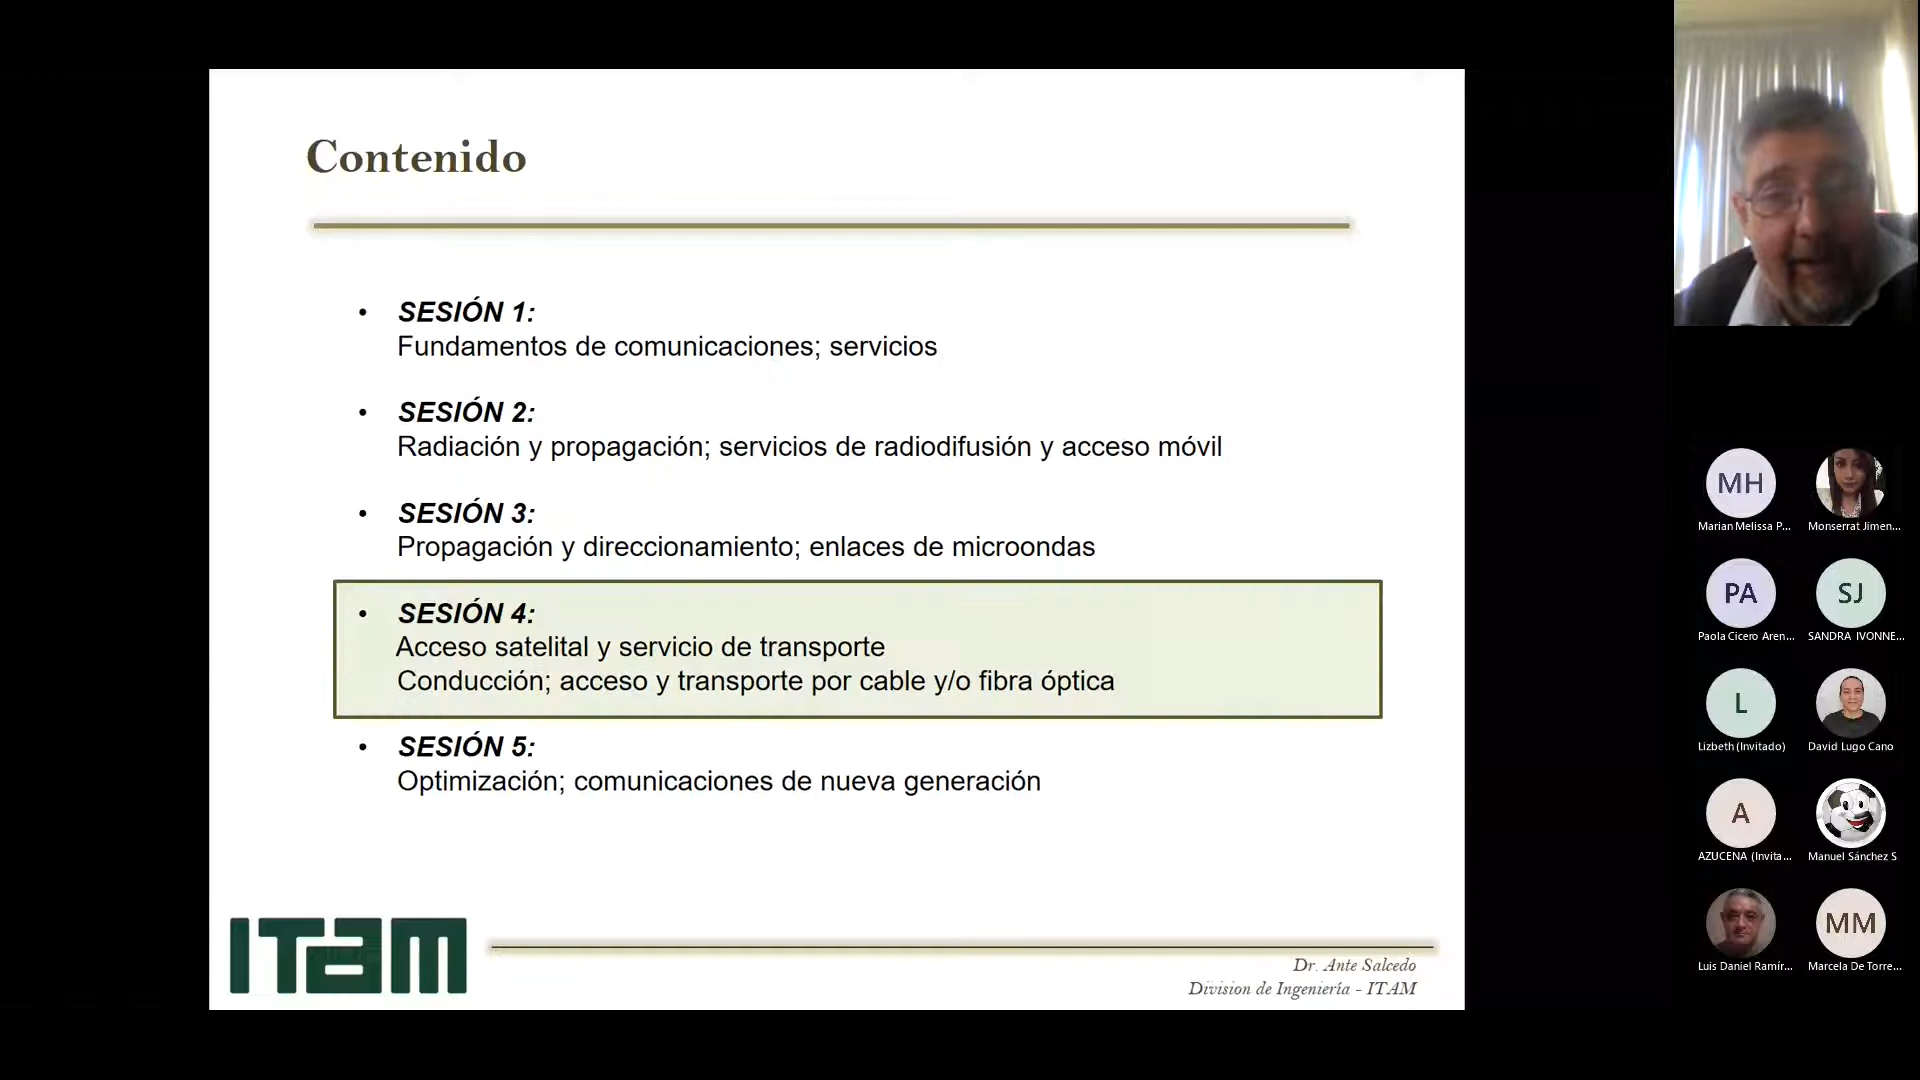 Contenido
• SESIÓN 1:
Fundamentos de comunicaciones; servicios
• SESIÓN 2:
Radiación y propagación; servicios de radiodifusión y acceso móvil
• SESIÓN 3:
Propagación y direccionamiento; enlaces de microondas
• SESIÓN 4:
Acceso satelital y servicio de transporte
Conducción; acceso y transporte por cable y/o fibra óptica
• SESIÓN 5:
Optimización; comunicaciones de nueva generación
ITAM
Dr. Ante Salcedo
Division de Ingeniería - ITAM
MH
Marian Melissa P...
Monserrat Jimen...
PA
Paola Cicero Aren...
SJ
SANDRA IVONNE...
L
Lizbeth (Invitado)
David Lugo Cano
A
AZUCENA (Invita...
Manuel Sánchez S
Luis Daniel Ramír...
MM
Marcela De Torre...